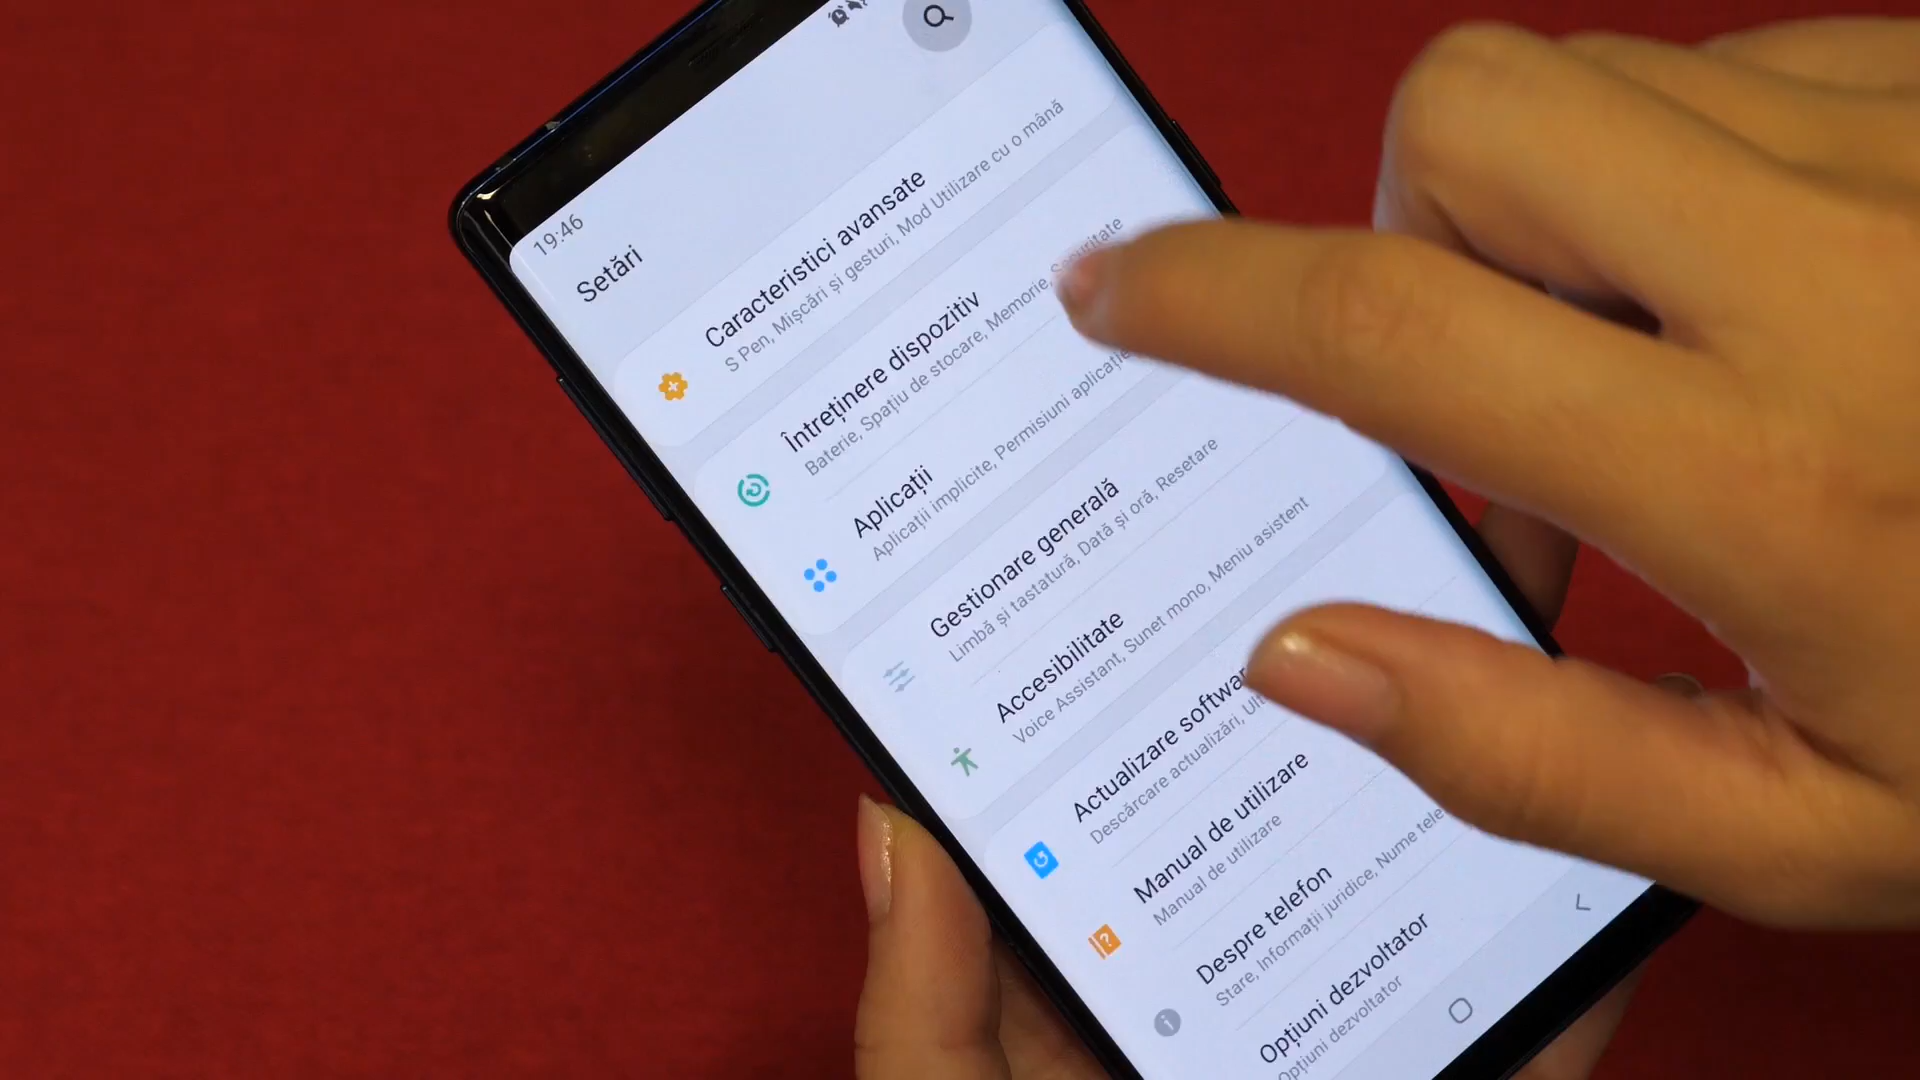 19:46
Setări
Caracteristici avansate
S Pen, Mișcări și gesturi, Mod Utilizare cu o mână
Întreținere dispozitiv
Baterie, Spațiu de stocare, Memorie, Securitate
Aplicații
Aplicații implicite, Permisiuni aplicație
Gestionare generală
Limbă și tastatură, Dată și oră, Resetare
Accesibilitate
Voice Assistant, Sunet mono, Meniu asistent
Actualizare software
Descărcare actualizări,
Manual de utilizare
Manual de utilizare
Despre telefon
Stare, Informații juridice, Nume
Opțiuni dezvoltator
Opțiuni dezvoltator